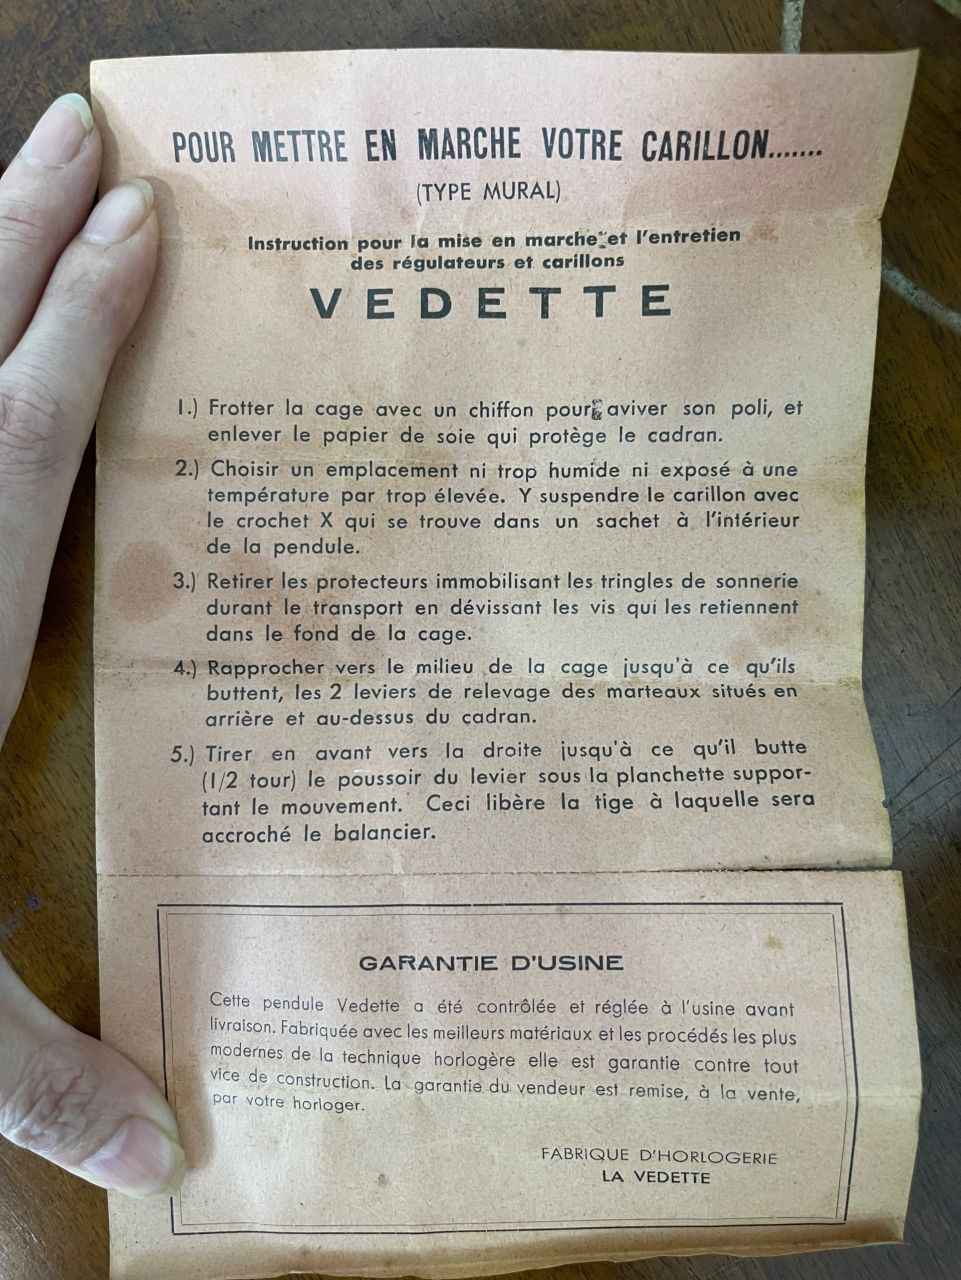 POUR METTRE EN MARCHE VOTRE CARILLON.......
(TYPE MURAL)
Instruction pour la mise en marche et l'entretien
des régulateurs et carillons
VEDETTE
1.) Frotter la cage avec un chiffon pour aviver son poli, et
enlever le papier de soie qui protège le cadran.
2.) Choisir un emplacement ni trop humide ni exposé à une
température par trop élevée. Y suspendre le carillon avec
le crochet X qui se trouve dans un sachet à l'intérieur
de la pendule.
3.) Retirer les protecteurs immobilisant les tringles de sonnerie
durant le transport en dévissant les vis qui les retiennent
dans le fond de la cage.
4.) Rapprocher vers le milieu de la cage jusqu'à ce qu'ils
buttent, les 2 leviers de relevage des marteaux situés en
arrière et au-dessus du cadran.
5.) Tirer en avant vers la droite jusqu'à ce qu'il butte
(1/2 tour) le poussoir du levier sous la planchette suppor-
tant le mouvement. Ceci libère la tige à laquelle sera
accroché le balancier.
GARANTIE D'USINE
Cette pendule Vedette a été contrôlée et réglée à l'usine avant
livraison. Fabriquée avec les meilleurs matériaux et les procédés les plus
modernes de la technique horlogère elle est garantie contre tout
vice de construction. La garantie du vendeur est remise, à la vente,
par votre horloger.
FABRIQUE D'HORLOGERIE
LA VEDETTE